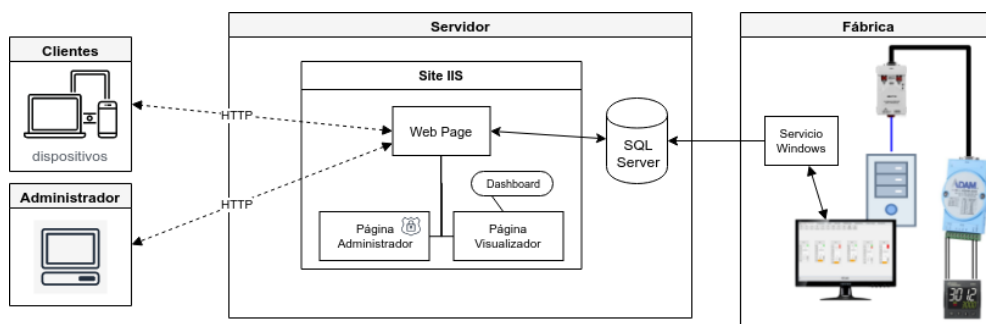 Clientes
dispositivos
Administrador
HTTP
HTTP
Servidor
Site IIS
Web Page
Dashboard
Página
Administrador
Página
Visualizador
SQL
Server
Fábrica
Servicio
Windows
ADAM
3012